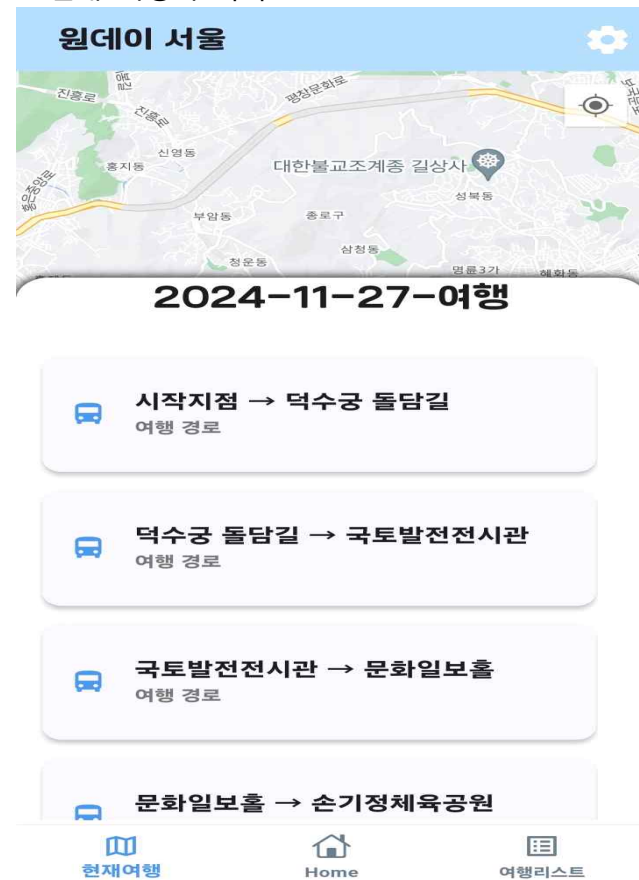 원데이 서울
진흥로
진흥로
평창문화로
신영동
홍지동
대한불교조계종 길상사
성북동
부암동
종로구
삼청동
청운동
명륜3가
혜화동
2024-11-27-여행
시작지점 → 덕수궁 돌담길
여행 경로
덕수궁 돌담길 → 국토발전전시관
여행 경로
국토발전전시관 → 문화일보홀
여행 경로
문화일보홀 → 손기정체육공원
현재여행
Home
여행리스트